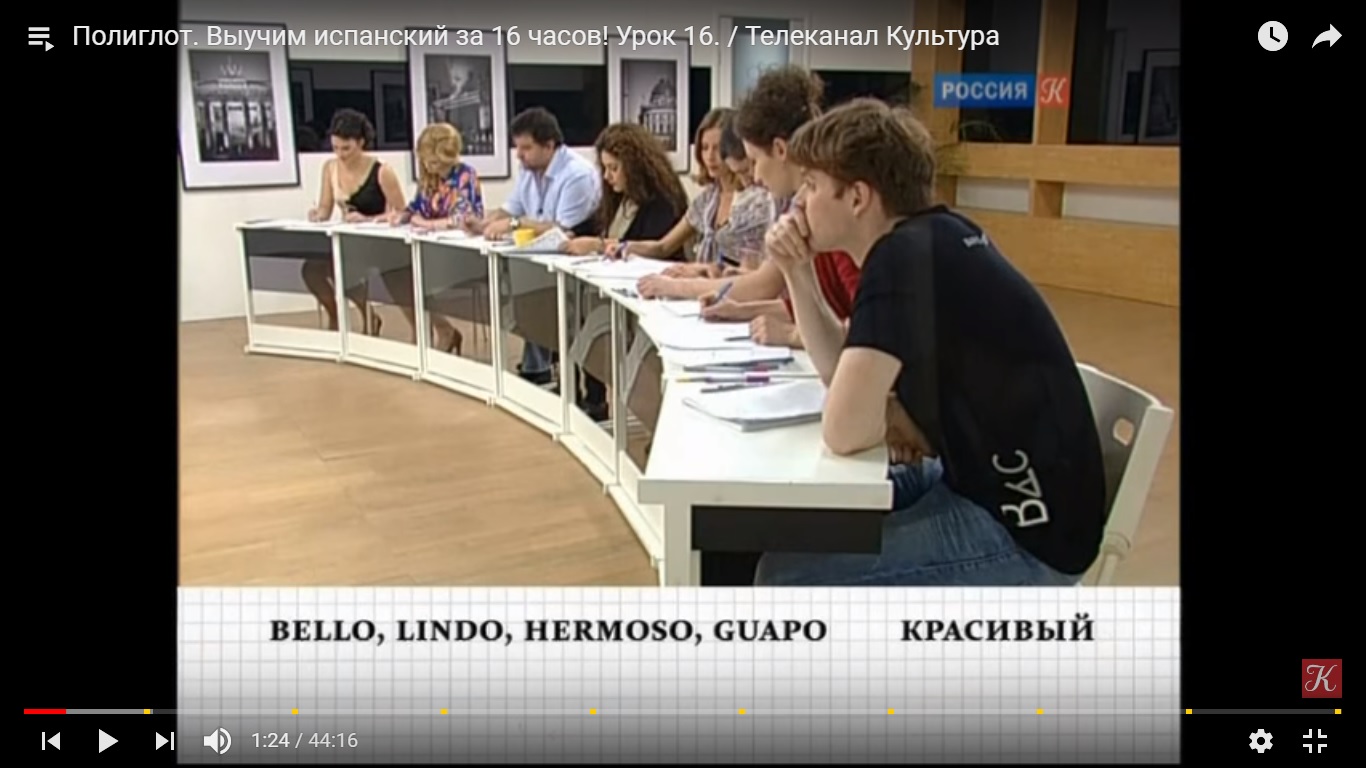 Полиглот. Выучим испанский за 16 часов! Урок 16. / Телеканал Культура
РОССИЯ К
BELLO, LINDO, HERMOSO, GUAPO КРАСИВЫЙ
K
1:24 / 44:16